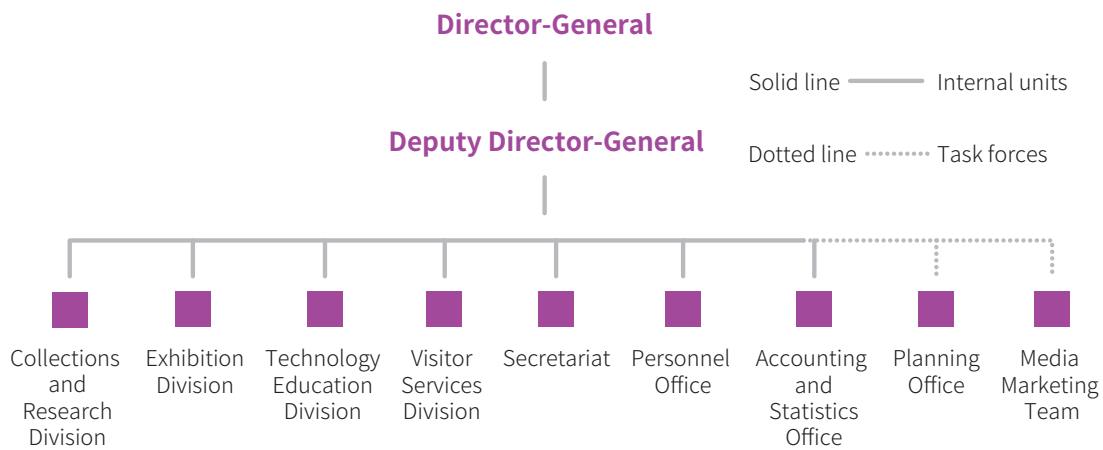 Director-General
Solid line
Internal units
Deputy Director-General
Dotted line
Task forces
Collections
and
Research
Division
Exhibition
Division
Technology
Education
Division
Visitor
Services
Division
Secretariat
Personnel
Office
Accounting
and
Statistics
Office
Planning
Office
Media
Marketing
Team